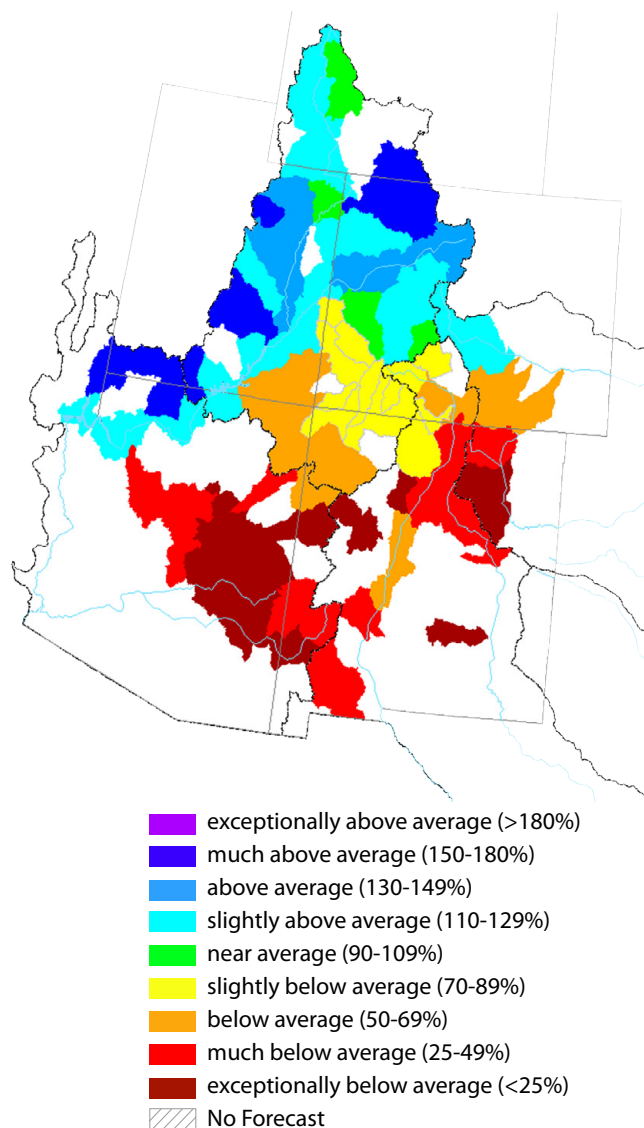 exceptionally above average (>180%)
much above average (150-180%)
above average (130-149%)
slightly above average (110-129%)
near average (90-109%)
slightly below average (70-89%)
below average (50-69%)
much below average (25-49%)
exceptionally below average (<25%)
No Forecast